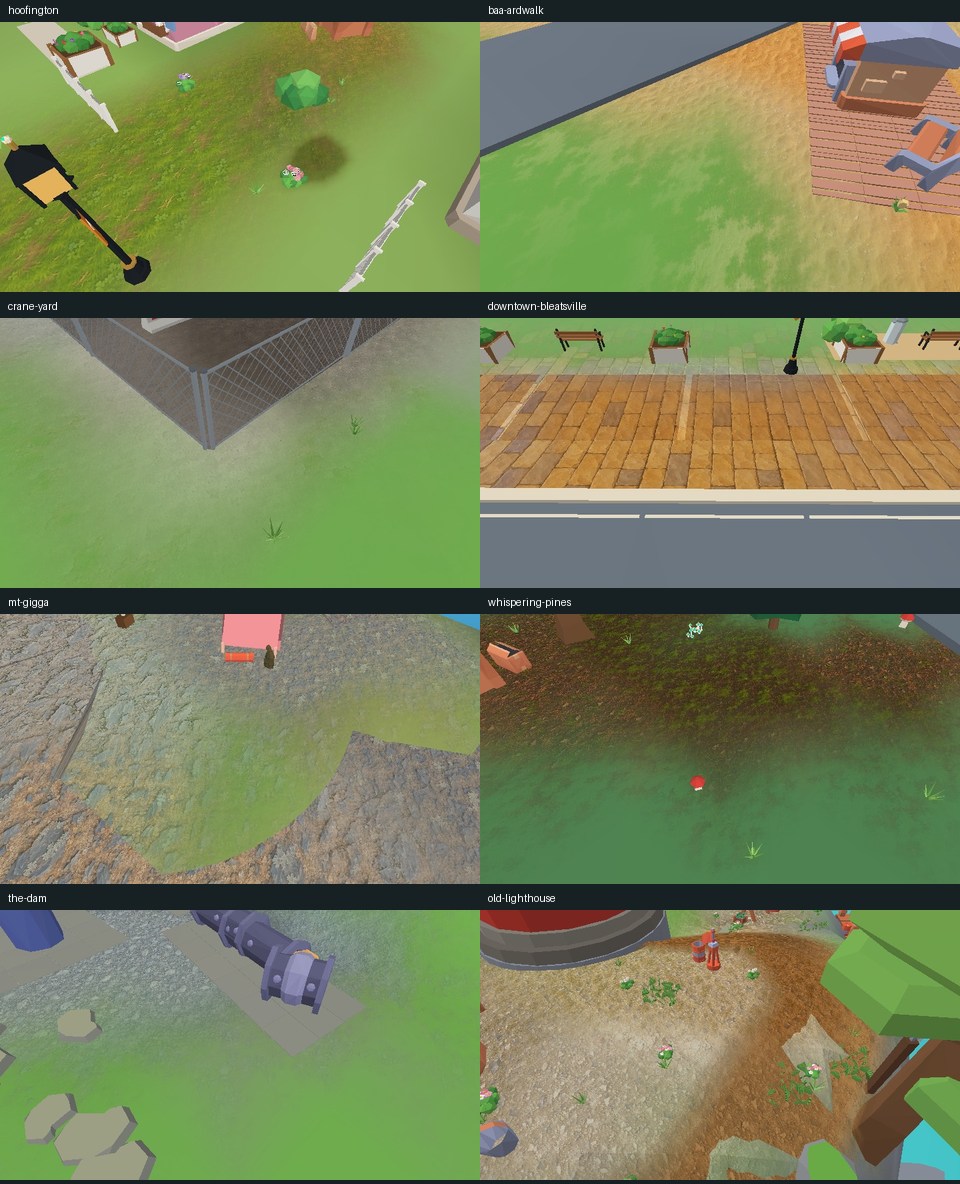 hoofington
baa-ardwalk
crane-yard
downtown-bleatsville
mt-gigga
whispering-pines
the-dam
old-lighthouse